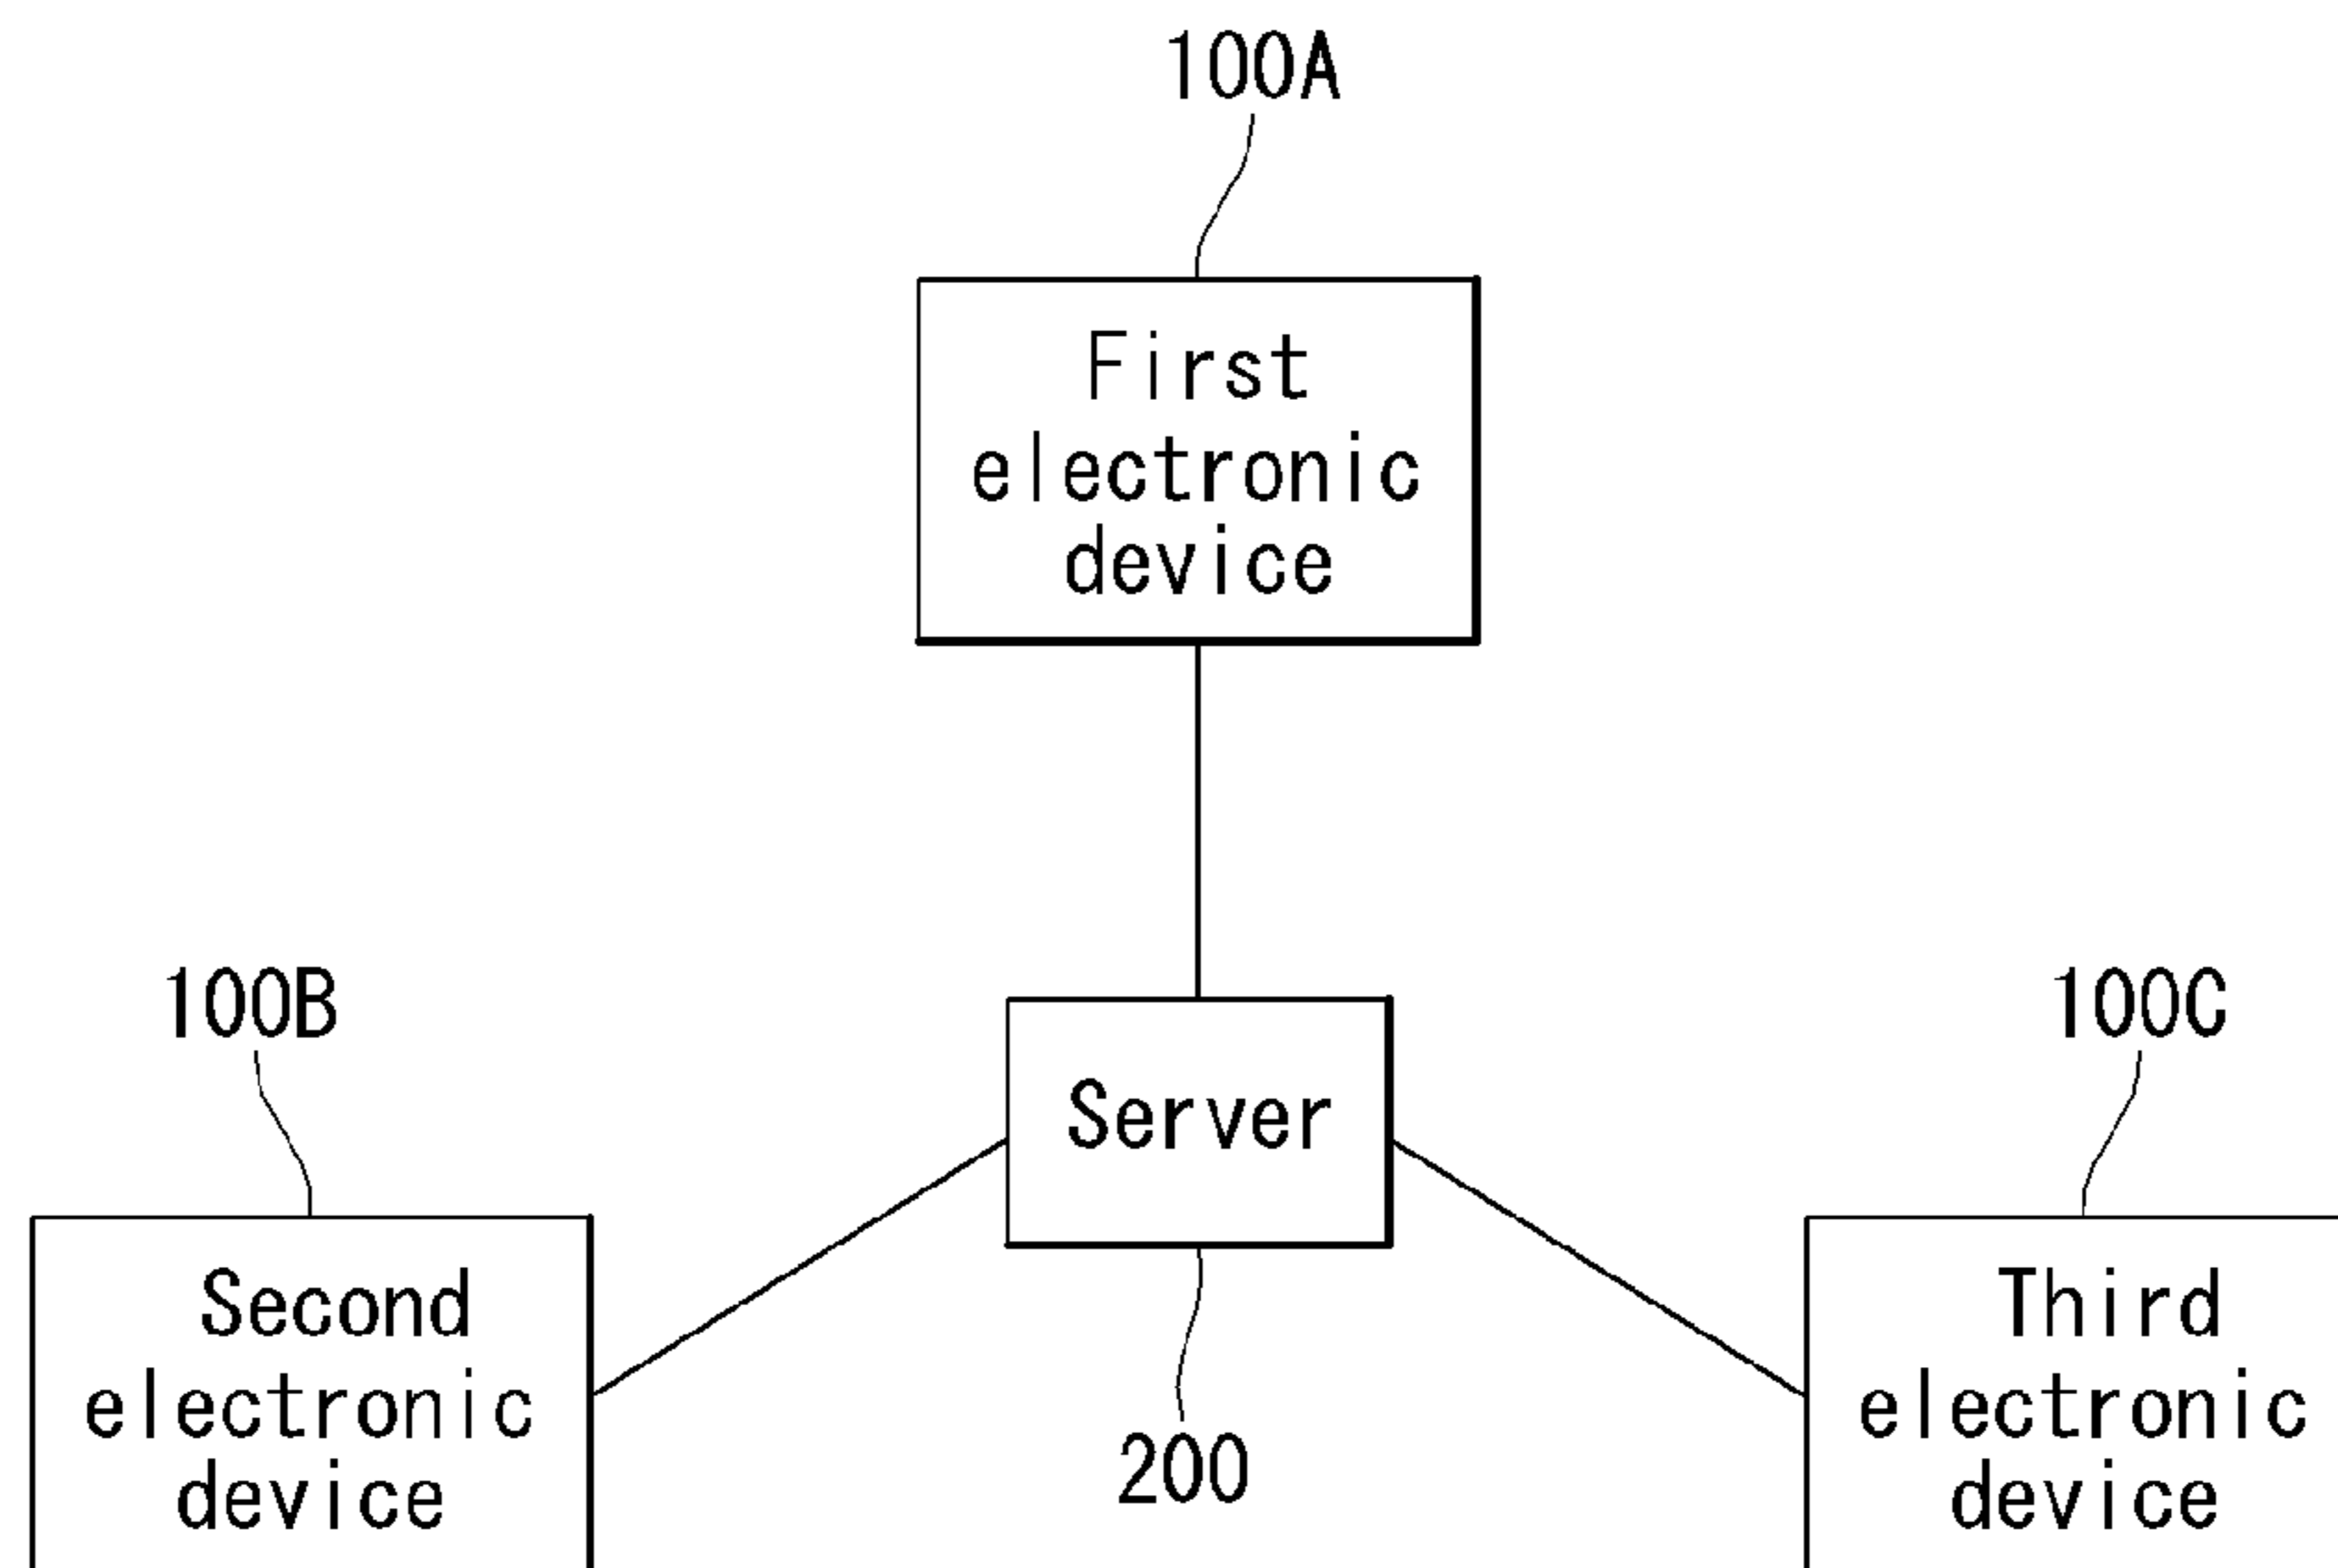 100A
First
electronic
device
100B
100C
Server
Second
electronic
device
Third
electronic
device
200